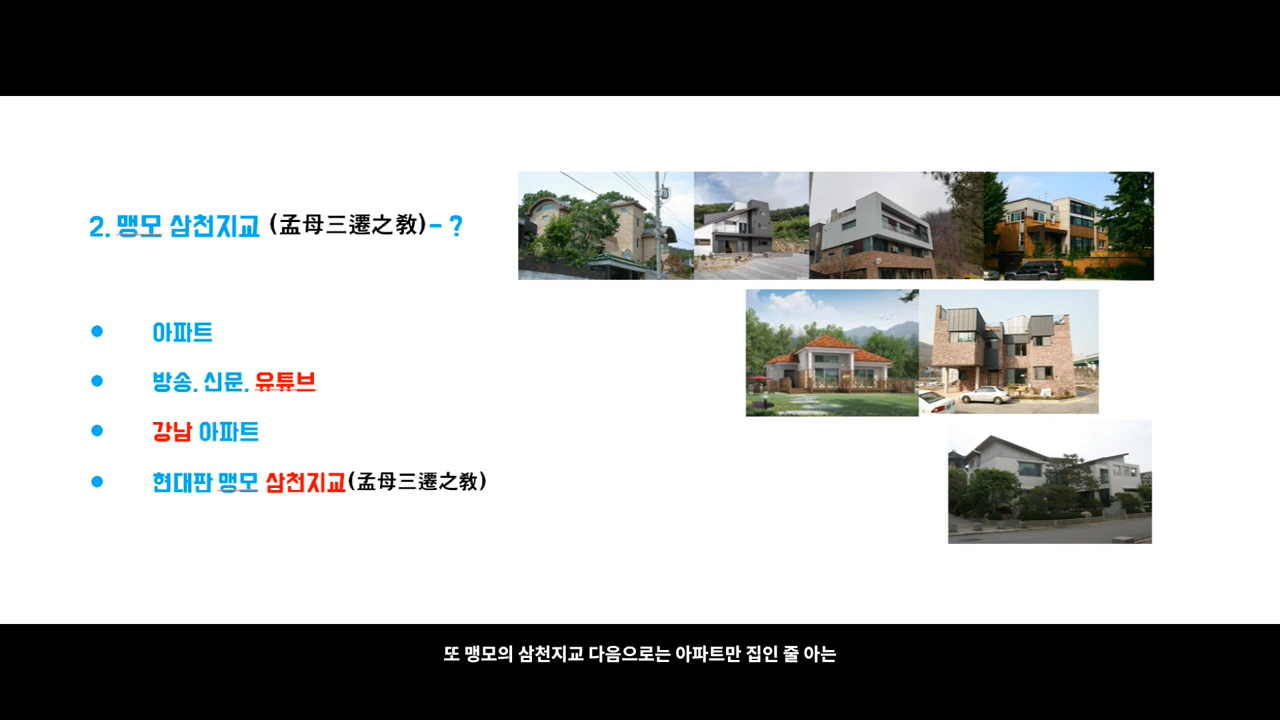 2. 맹모 삼천지교 (孟母三遷之敎)- ?
● 아파트
● 방송, 신문, 유튜브
● 강남 아파트
● 현대판 맹모 삼천지교(孟母三遷之敎)
또 맹모의 삼천지교 다음으로는 아파트만 집인 줄 아는